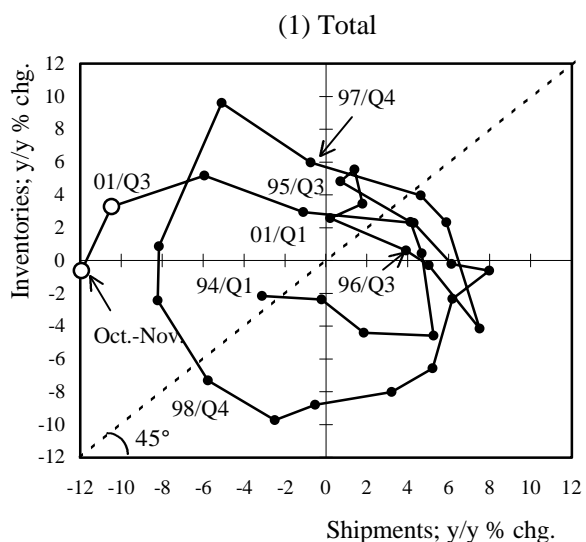 (1) Total
Inventories; y/y % chg.
12
10
8
6
4
2
0
-2
-4
-6
-8
-10
-12
97/Q4
01/Q3
95/Q3
01/Q1
94/Q1
96/Q3
Oct.-Nov.
98/Q4
45°
-12 -10 -8 -6 -4 -2 0 2 4 6 8 10 12
Shipments; y/y % chg.